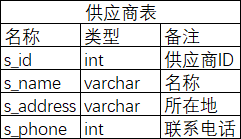 供应商表
名称 类型 备注
s_id int 供应商ID
s_name varchar 名称
s_address varchar 所在地
s_phone int 联系电话